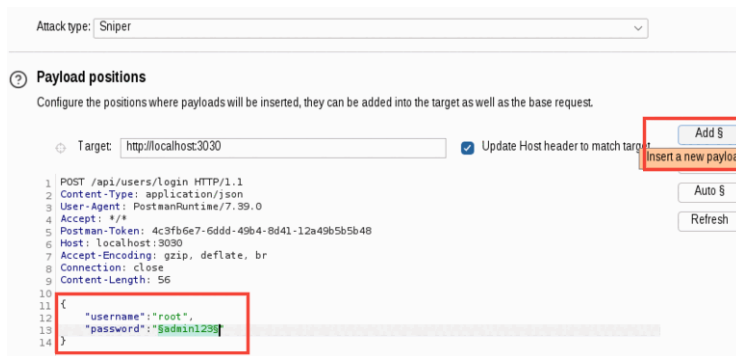 Attack type: Sniper
Payload positions
Configure the positions where payloads will be inserted, they can be added into the target as well as the base request.
Target: http://localhost:3030
Update Host header to match target
Add §
Insert a new payloa
Auto §
Refresh
1 POST /api/users/login HTTP/1.1
2 Content-Type: application/json
3 User-Agent: PostmanRuntime/7.39.0
4 Accept: */*
5 Postman-Token: 4c3fb6e7-6ddd-49b4-8d41-12a49b5b5b48
6 Host: localhost:3030
7 Accept-Encoding: gzip, deflate, br
8 Connection: close
9 Content-Length: 56
10
11 {
12 "username":"root",
13 "password":"§admin123§"
14 }